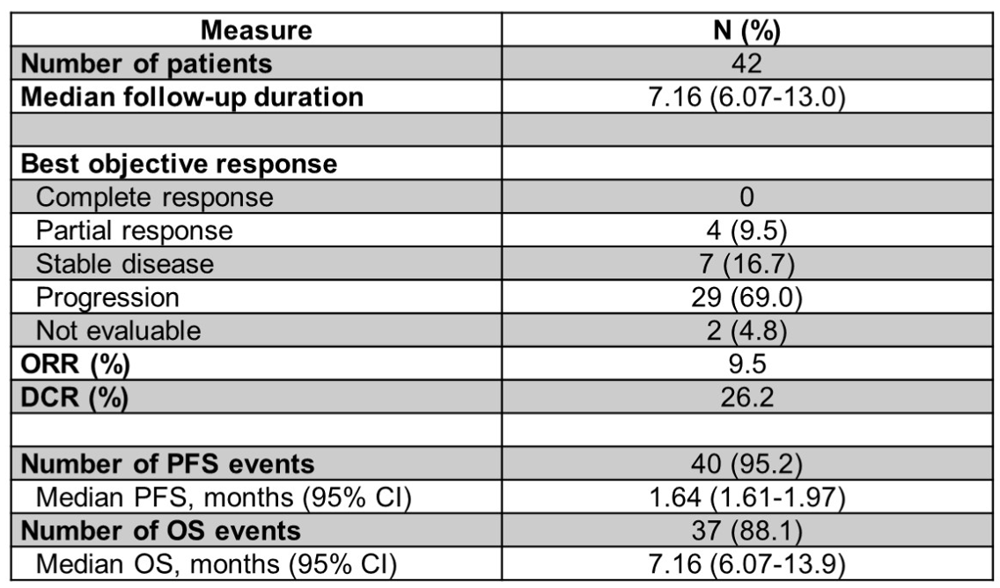 Measure N (%)
Number of patients 42
Median follow-up duration 7.16 (6.07-13.0)
Best objective response
Complete response 0
Partial response 4 (9.5)
Stable disease 7 (16.7)
Progression 29 (69.0)
Not evaluable 2 (4.8)
ORR (%) 9.5
DCR (%) 26.2
Number of PFS events 40 (95.2)
Median PFS, months (95% CI) 1.64 (1.61-1.97)
Number of OS events 37 (88.1)
Median OS, months (95% CI) 7.16 (6.07-13.9)